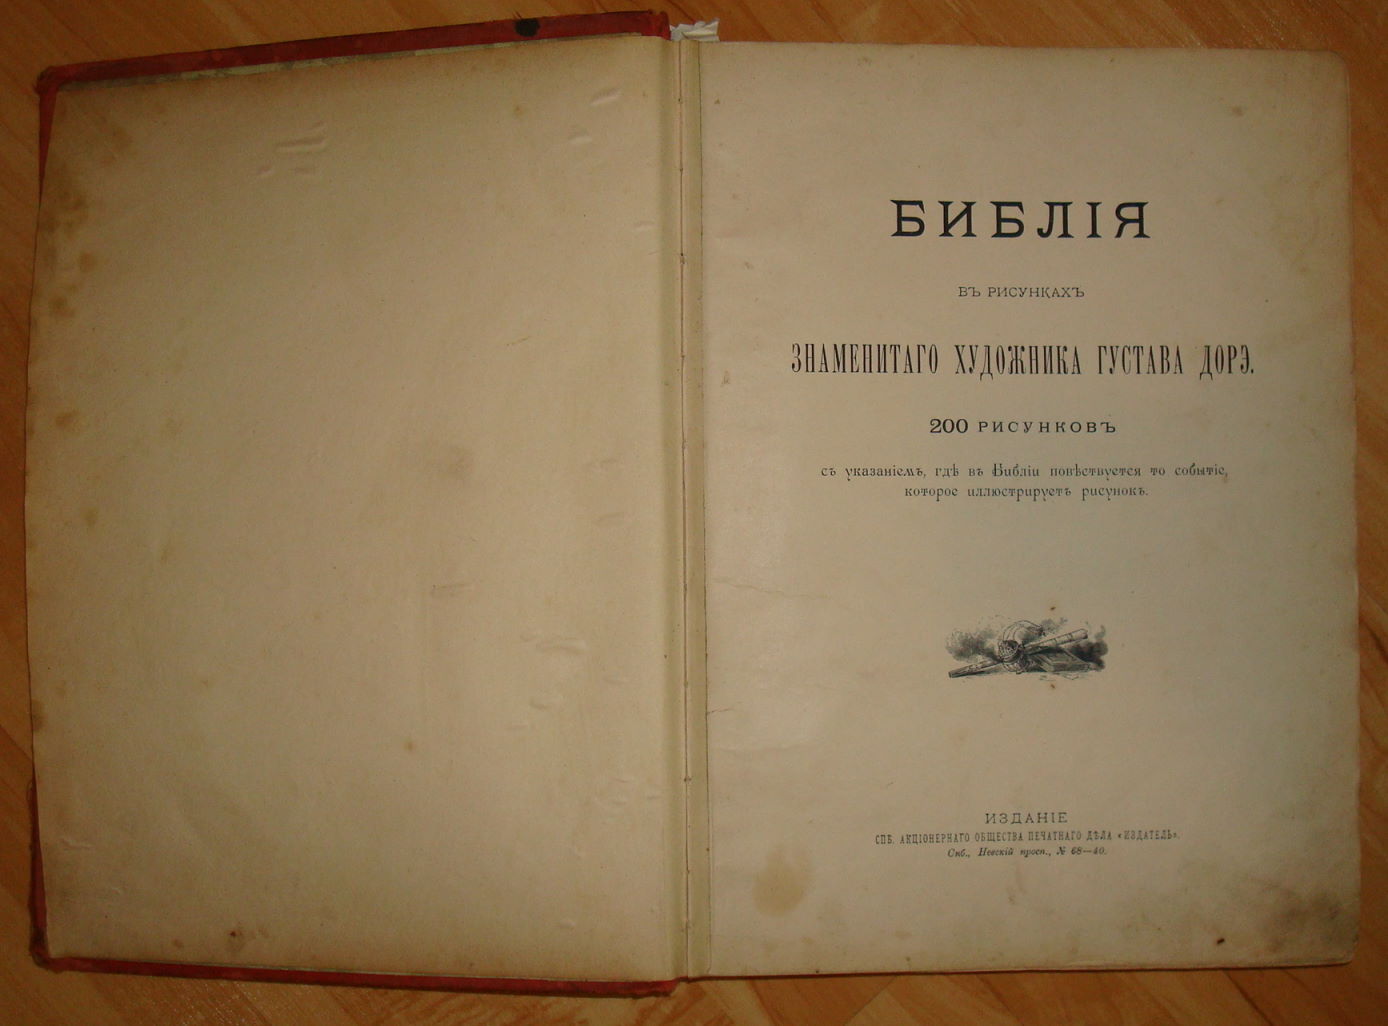 БИБЛІЯ
ВЪ РИСУНКАХЪ
ЗНАМЕНИТАГО ХУДОЖНИКА ГУСТАВА ДОРЭ.
200 РИСУНКОВЪ
съ указаніемъ, гдѣ въ Библіи повѣствуется то событіе,
которое иллюстрируетъ рисунокъ.
ИЗДАНІЕ
СПБ. АКЦІОНЕРНАГО ОБЩЕСТВА ПЕЧАТНАГО ДѢЛА «ИЗДАТЕЛЬ».
Спб., Невскій просп., № 68—40.